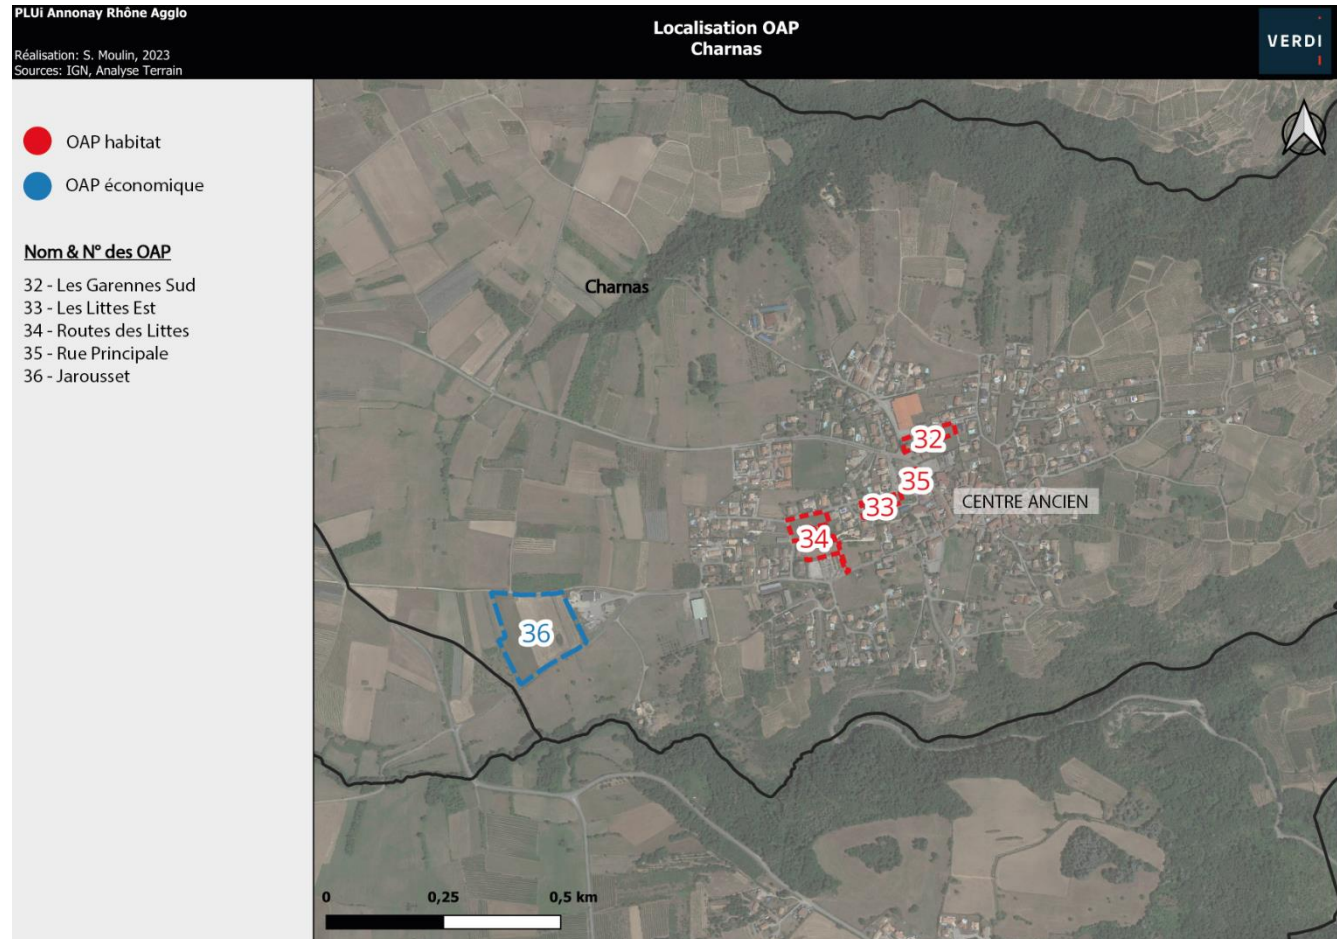 PLUi Annonay Rhône Agglo
Réalisation: S. Moulin, 2023
Sources: IGN, Analyse Terrain
Localisation OAP
Charnas
VERDI
OAP habitat
OAP économique
Nom & N° des OAP
32 - Les Garennes Sud
33 - Les Littes Est
34 - Routes des Littes
35 - Rue Principale
36 - Jarousset
Charnas
32
35
33
CENTRE ANCIEN
34
36
0 0,25 0,5 km